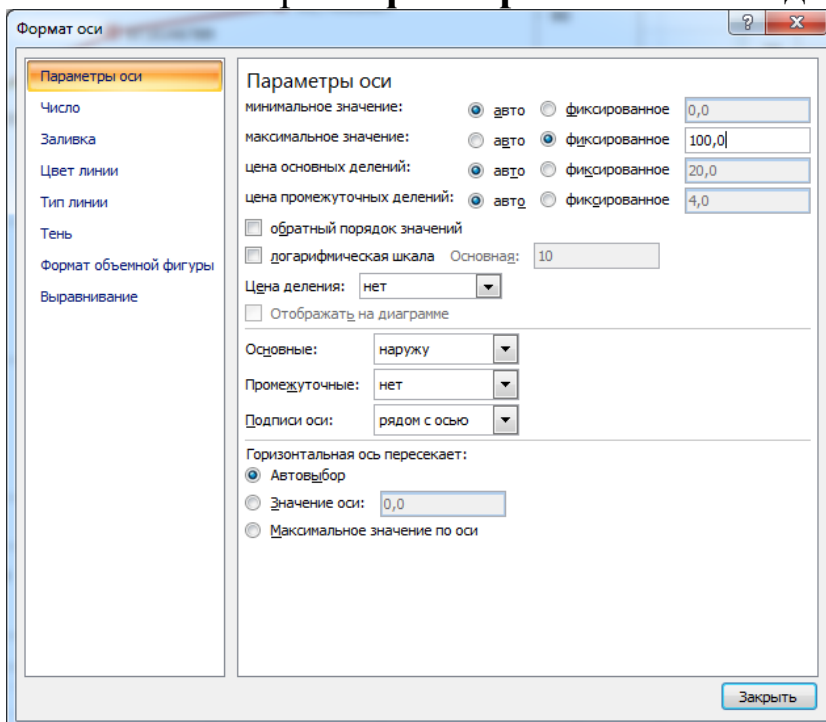 Формат оси
Параметры оси
Число
Заливка
Цвет линии
Тип линии
Тень
Формат объемной фигуры
Выравнивание
Параметры оси
минимальное значение: авто фиксированное 0,0
максимальное значение: авто фиксированное 100,0
цена основных делений: авто фиксированное 20,0
цена промежуточных делений: авто фиксированное 4,0
обратный порядок значений
логарифмическая шкала Основная: 10
Цена деления: нет
Отображать на диаграмме
Основные: наружу
Промежуточные: нет
Подписи оси: рядом с осью
Горизонтальная ось пересекает:
Автовыбор
Значение оси: 0,0
Максимальное значение по оси
Закрыть